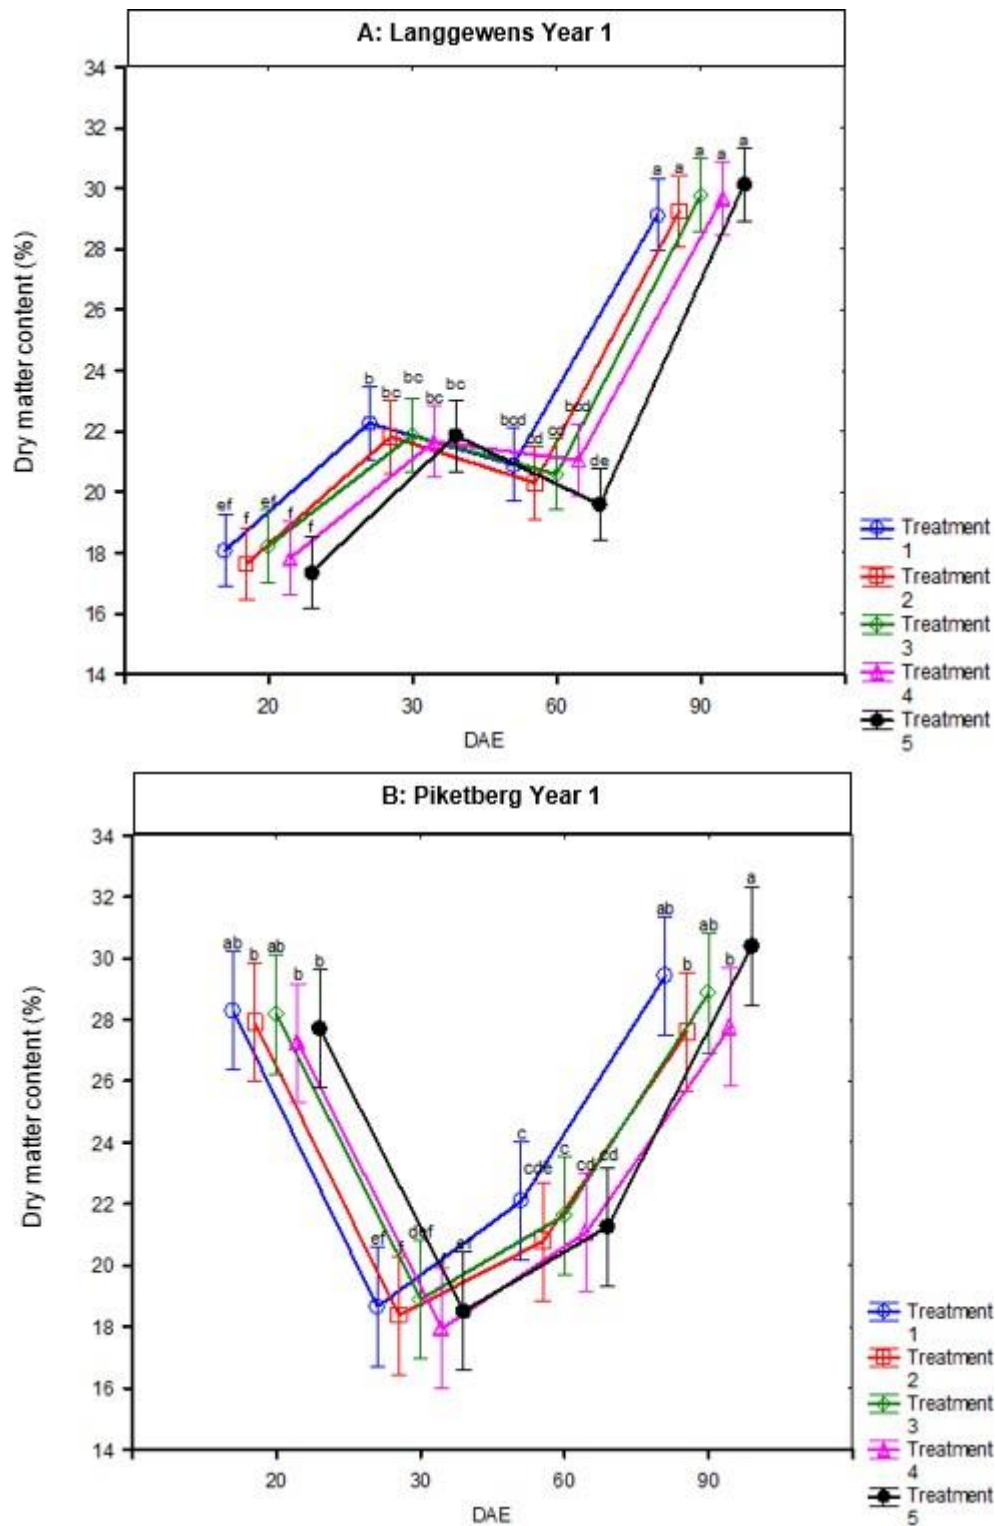 A: Langgewens Year 1
34
32
30
28
26
24
22
20
18
16
14
Dry matter content (%)
ef
f
ef
f
f
b
bc
bc
bc
bc
bcd
cd
cd
bcd
de
a
a
a
a
a
20
30
60
90
DAE
Treatment
1
Treatment
2
Treatment
3
Treatment
4
Treatment
5
B: Piketberg Year 1
34
32
30
28
26
24
22
20
18
16
14
Dry matter content (%)
ab
b
ab
b
b
ef
f
def
f
c
cde
c
cd
cd
ab
b
ab
b
a
20
30
60
90
DAE
Treatment
1
Treatment
2
Treatment
3
Treatment
4
Treatment
5